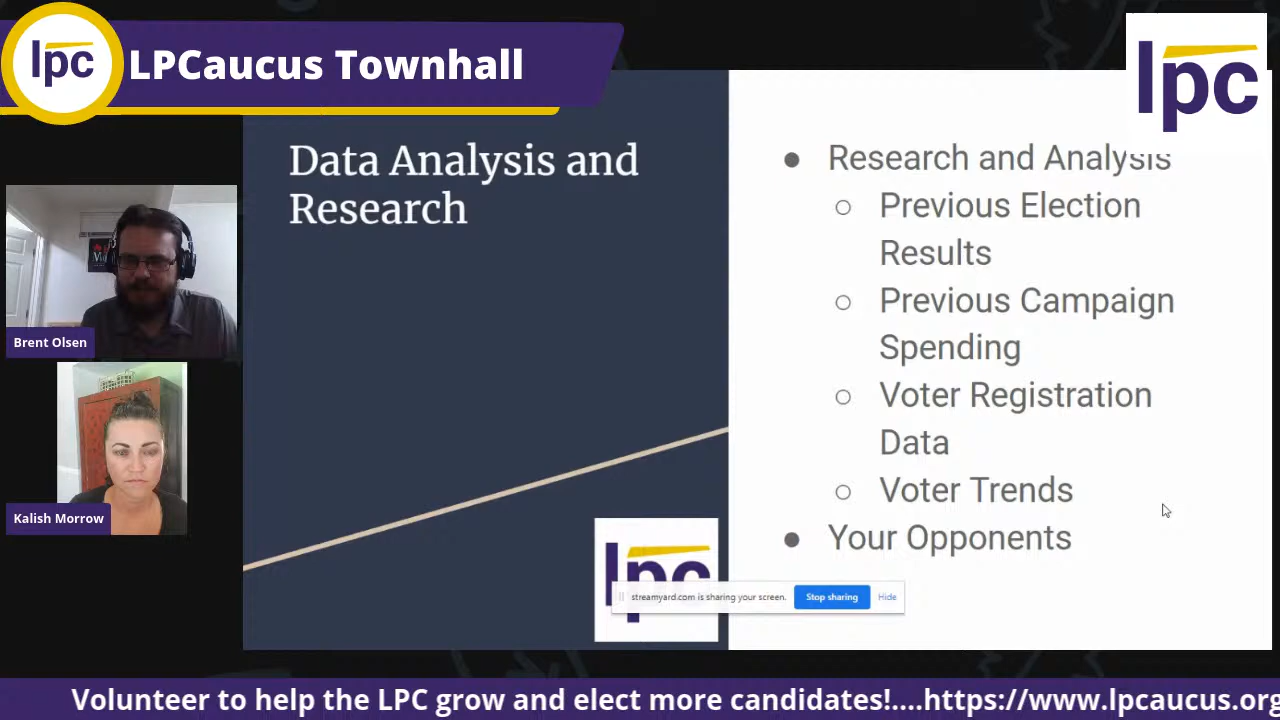 lpc
LPCaucus Townhall
lpc
Data Analysis and
Research
● Research and Analysis
○ Previous Election
Results
○ Previous Campaign
Spending
○ Voter Registration
Data
○ Voter Trends
● Your Opponents
Brent Olsen
Kalish Morrow
lpc
streamyard.com is sharing your screen.
Stop sharing
Hide
Volunteer to help the LPC grow and elect more candidates!....https://www.lpcaucus.org